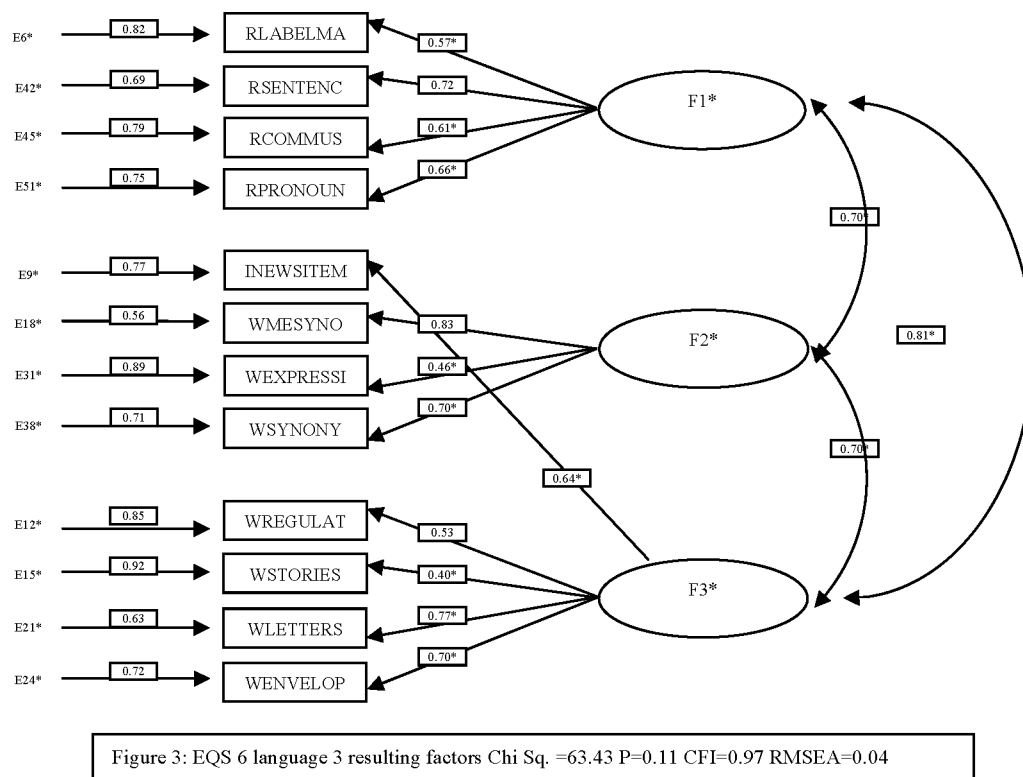 E6* 0.82 RLABELMA 0.57*
E42* 0.69 RSENTENC 0.72 F1*
E45* 0.79 RCOMMUS 0.61*
E51* 0.75 RPRONOUN 0.66*
0.70*
E9* 0.77 INEWSITEM
E18* 0.56 WMESYNO 0.83 F2* 0.81*
E31* 0.89 WEXPRESSI 0.46*
E38* 0.71 WSYNONY 0.70*
0.70*
0.64*
E12* 0.85 WREGULAT 0.53
E15* 0.92 WSTORIES 0.40* F3*
E21* 0.63 WLETTERS 0.77*
E24* 0.72 WENVELOP 0.70*
Figure 3: EQS 6 language 3 resulting factors Chi Sq. =63.43 P=0.11 CFI=0.97 RMSEA=0.04